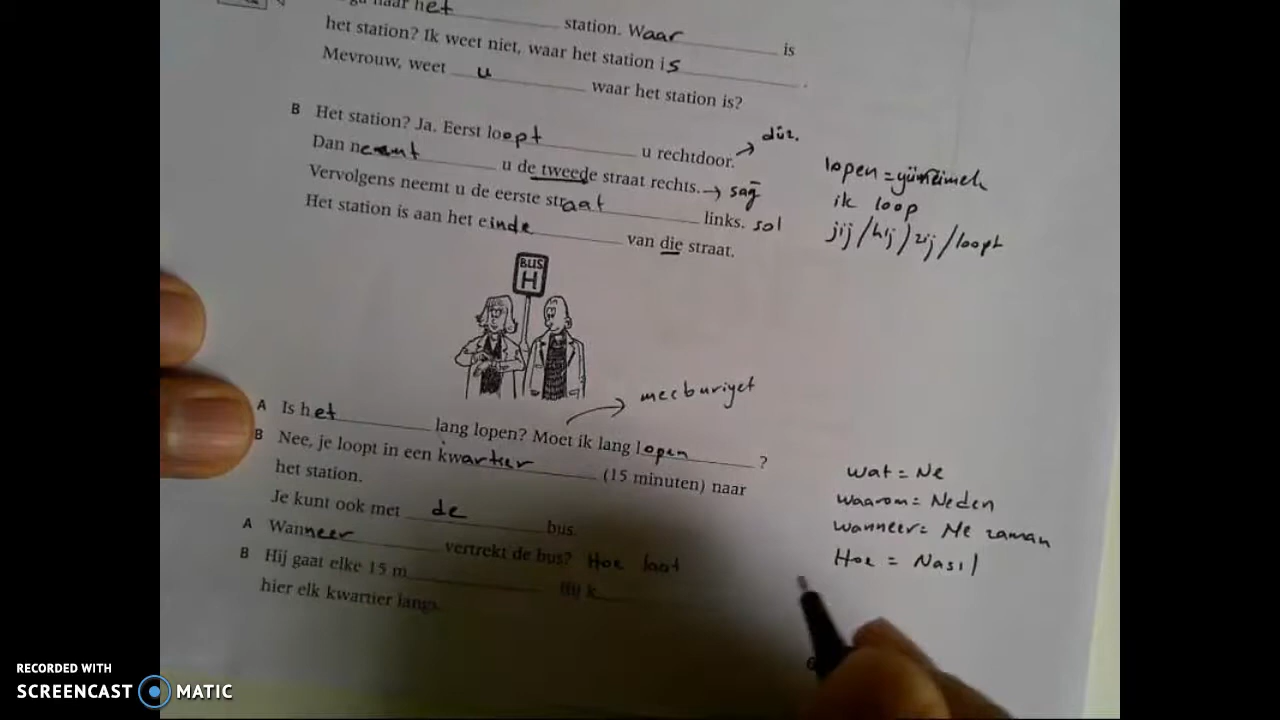 naar het station. Waar is
het station? Ik weet niet, waar het station is .
Mevrouw, weet u waar het station is?
B Het station? Ja. Eerst loopt u rechtdoor. → düz.
Dan neemt u de tweede straat rechts. → sağ
Vervolgens neemt u de eerste straat links. sol
Het station is aan het einde van die straat.
lopen = yürümek
ik loop
jij/hij/zij/loopt
BUS
H
mecburiyet
A Is het lang lopen? Moet ik lang lopen ?
B Nee, je loopt in een kwartier (15 minuten) naar
het station.
Je kunt ook met de bus.
A Wanneer vertrekt de bus? Hoe laat
B Hij gaat elke 15 m Hij k
hier elk kwartier langs.
wat = Ne
waarom = Neden
wanneer = Ne zaman
Hoe = Nasıl
RECORDED WITH
SCREENCAST MATIC